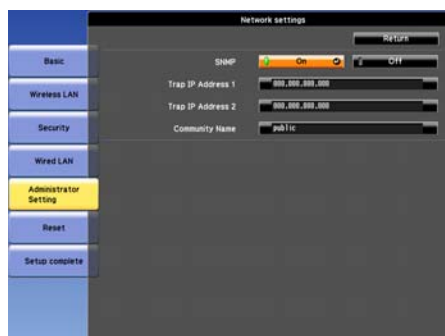 Network settings
Return
Basic
Wireless LAN
Security
Wired LAN
Administrator
Setting
Reset
Setup complete
SNMP On Off
Trap IP Address 1 000.000.000.000
Trap IP Address 2 000.000.000.000
Community Name public